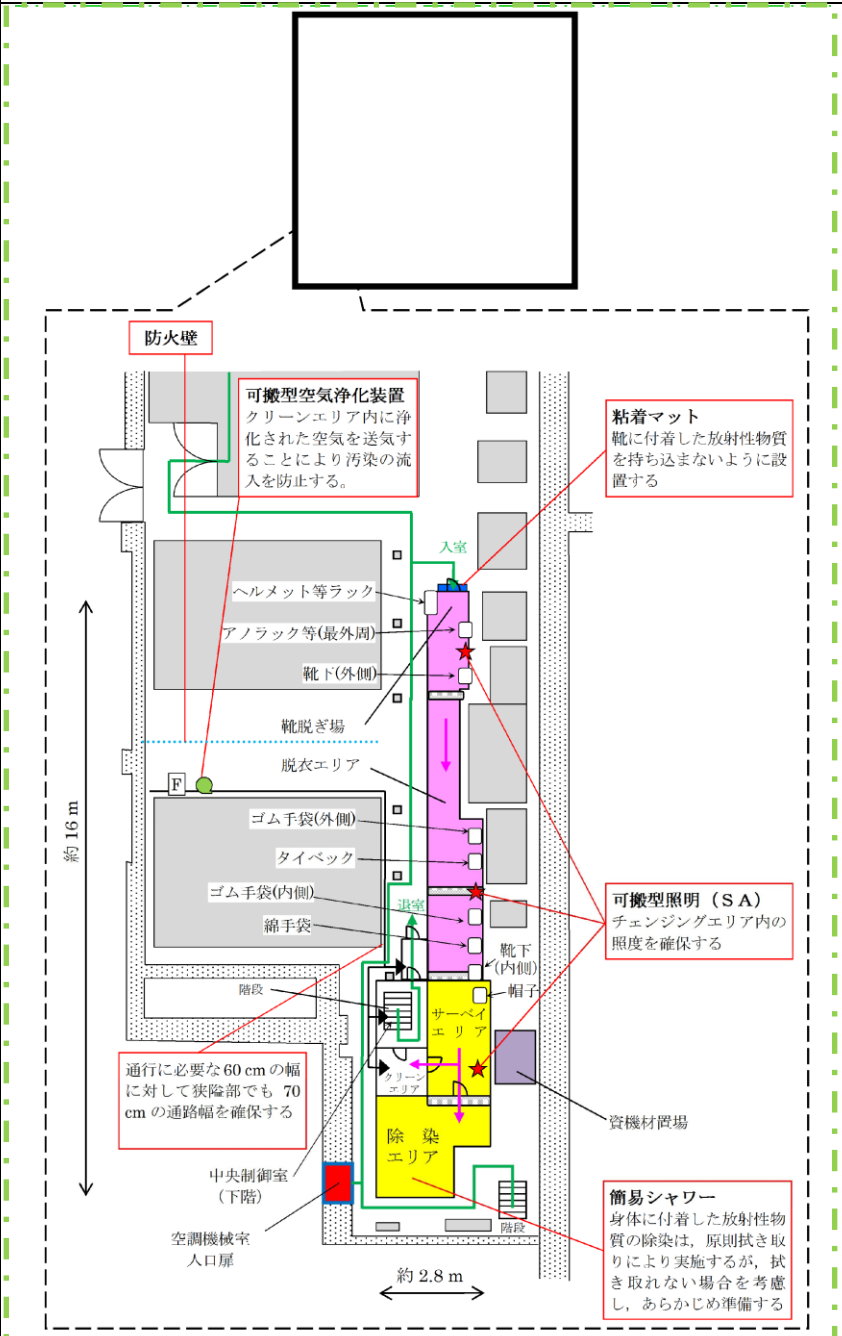 防火壁
可搬型空気浄化装置
クリーンエリア内に浄
化された空気を送気す
ることにより汚染の流
入を防止する。
粘着マット
靴に付着した放射性物質
を持ち込まないように設
置する
入室
ヘルメット等ラック
アノラック等(最外周)
靴下(外側)
靴脱ぎ場
脱衣エリア
F
ゴム手袋(外側)
タイベック
ゴム手袋(内側)
綿手袋
退室
約 16 m
可搬型照明（ＳＡ）
チェンジングエリア内の
照度を確保する
靴下
(内側)
帽子
階段
サーベイ
エ リ ア
クリーン
エリア
通行に必要な 60 cm の幅
に対して狭隘部でも 70
cm の通路幅を確保する
資機材置場
除 染
エリア
中央制御室
(下階)
空調機械室
入口扉
階段
約 2.8 m
簡易シャワー
身体に付着した放射性物
質の除染は，原則拭き取
りにより実施するが，拭
き取れない場合を考慮
し，あらかじめ準備する